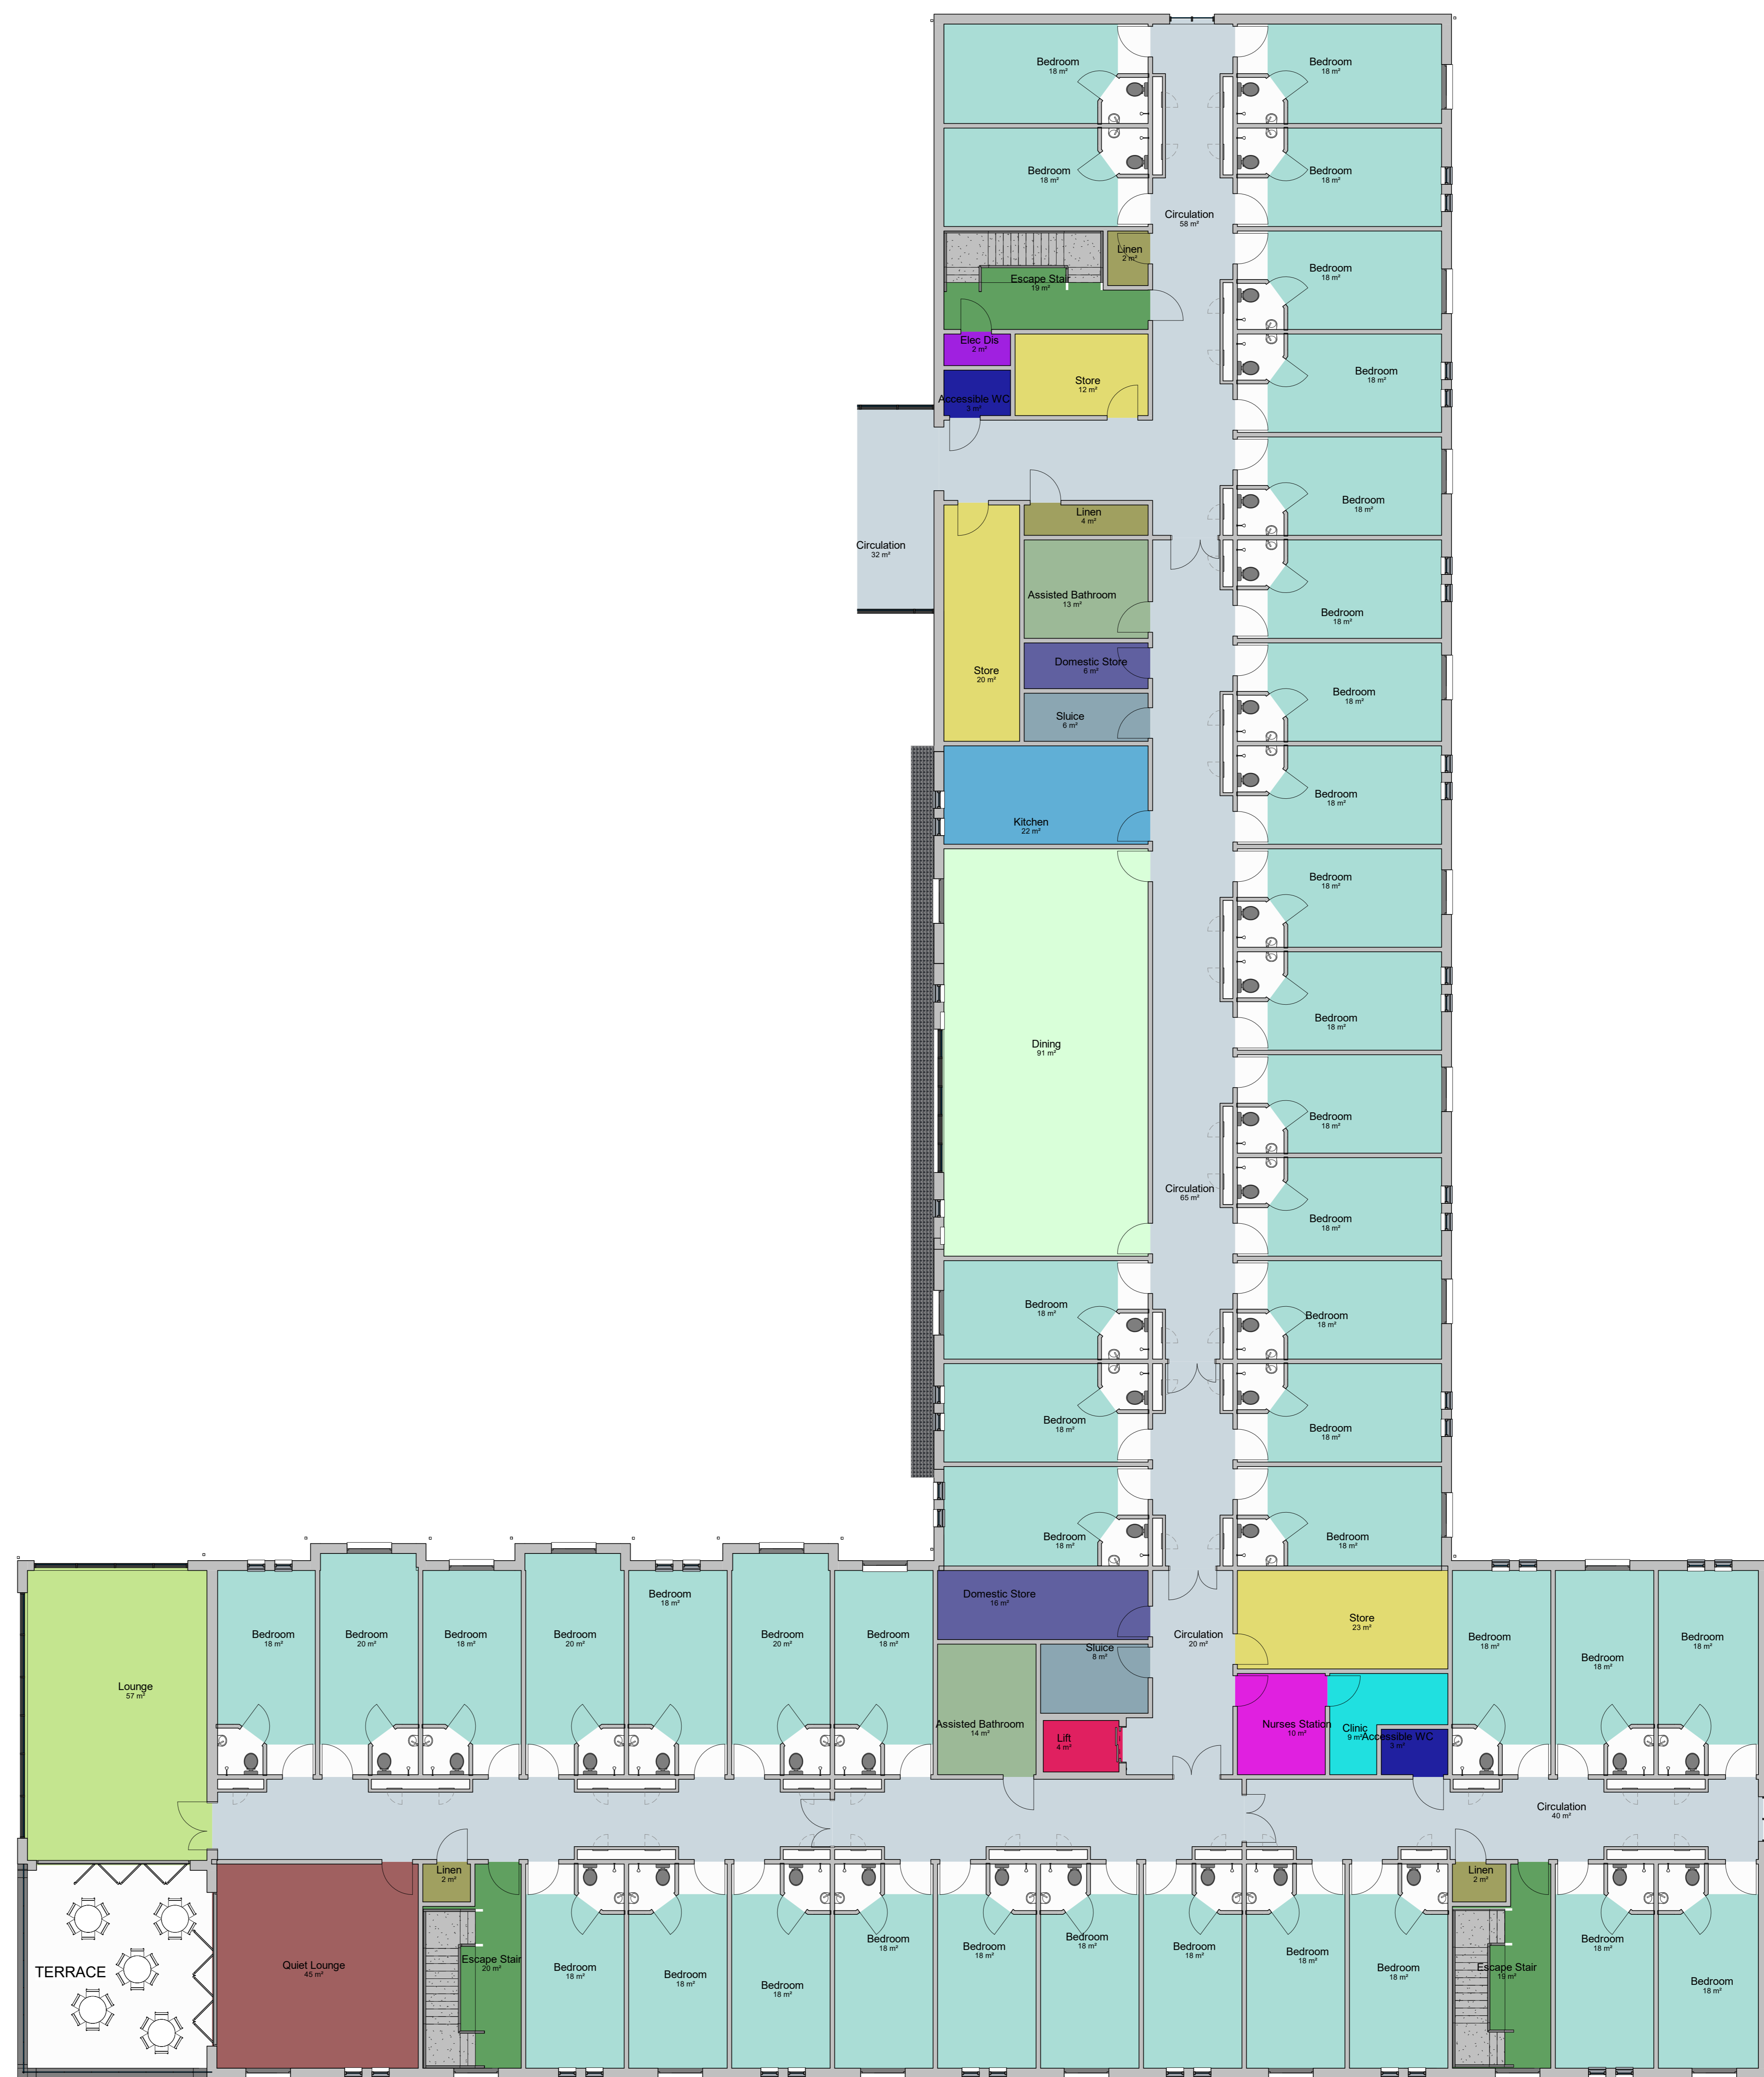 Bedroom
18 m²
Bedroom
18 m²
Bedroom
18 m²
Bedroom
18 m²
Circulation
58 m²
Linen
2 m²
Escape Stair
19 m²
Bedroom
18 m²
Elec Dis
2 m²
Store
12 m²
Accessible WC
3 m²
Bedroom
18 m²
Bedroom
18 m²
Linen
4 m²
Circulation
32 m²
Assisted Bathroom
13 m²
Bedroom
18 m²
Domestic Store
6 m²
Store
20 m²
Sluice
6 m²
Bedroom
18 m²
Kitchen
22 m²
Bedroom
18 m²
Bedroom
18 m²
Bedroom
18 m²
Dining
91 m²
Bedroom
18 m²
Circulation
65 m²
Bedroom
18 m²
Bedroom
18 m²
Bedroom
18 m²
Bedroom
18 m²
Bedroom
18 m²
Bedroom
18 m²
Bedroom
18 m²
Lounge
57 m²
Bedroom
18 m²
Bedroom
20 m²
Bedroom
18 m²
Bedroom
20 m²
Bedroom
18 m²
Bedroom
20 m²
Bedroom
18 m²
Domestic Store
16 m²
Sluice
8 m²
Circulation
20 m²
Store
23 m²
Bedroom
18 m²
Bedroom
18 m²
Bedroom
18 m²
Assisted Bathroom
14 m²
Lift
4 m²
Nurses Station
10 m²
Clinic
9 m²
Accessible WC
3 m²
Circulation
40 m²
TERRACE
Quiet Lounge
45 m²
Linen
2 m²
Escape Stair
20 m²
Bedroom
18 m²
Bedroom
18 m²
Bedroom
18 m²
Bedroom
18 m²
Bedroom
18 m²
Bedroom
18 m²
Bedroom
18 m²
Bedroom
18 m²
Bedroom
18 m²
Linen
2 m²
Escape Stair
19 m²
Bedroom
18 m²
Bedroom
18 m²